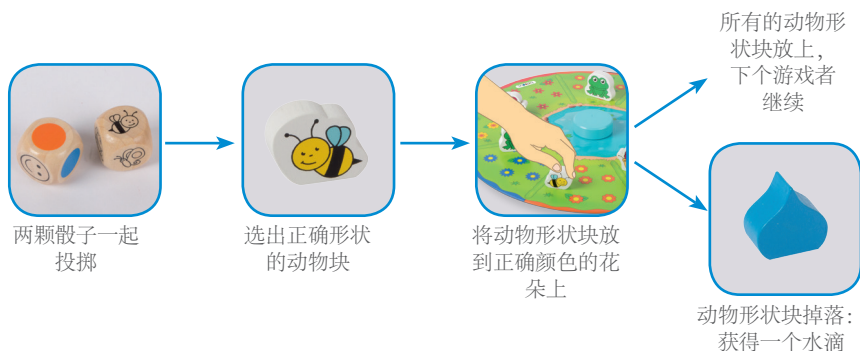 两颗骰子一起
投掷
选出正确形状
的动物块
将动物形状块放
到正确颜色的花
朵上
所有的动物形
状块放上，
下个游戏者
继续
动物形状块掉落：
获得一个水滴